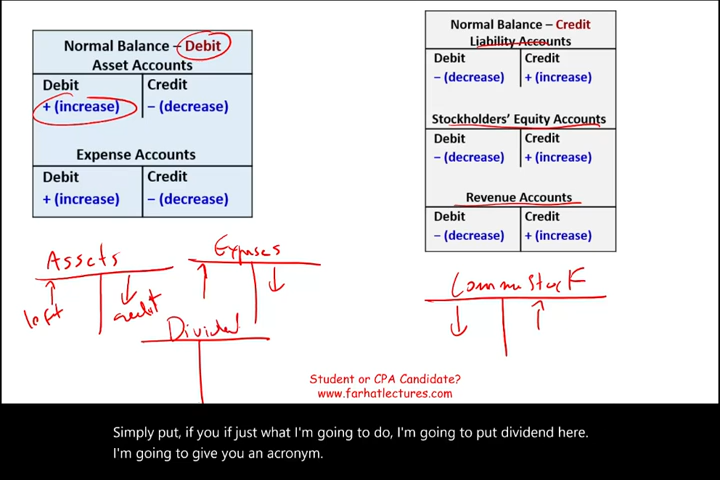 Normal Balance – Debit
Asset Accounts
Debit Credit
+ (increase) – (decrease)
Expense Accounts
Debit Credit
+ (increase) – (decrease)
Normal Balance – Credit
Liability Accounts
Debit Credit
– (decrease) + (increase)
Stockholders' Equity Accounts
Debit Credit
– (decrease) + (increase)
Revenue Accounts
Debit Credit
– (decrease) + (increase)
Assets
left credit
Expenses
Dividend
Common Stock
Student or CPA Candidate?
www.farhatlectures.com
Simply put, if you if just what I'm going to do, I'm going to put dividend here.
I'm going to give you an acronym.